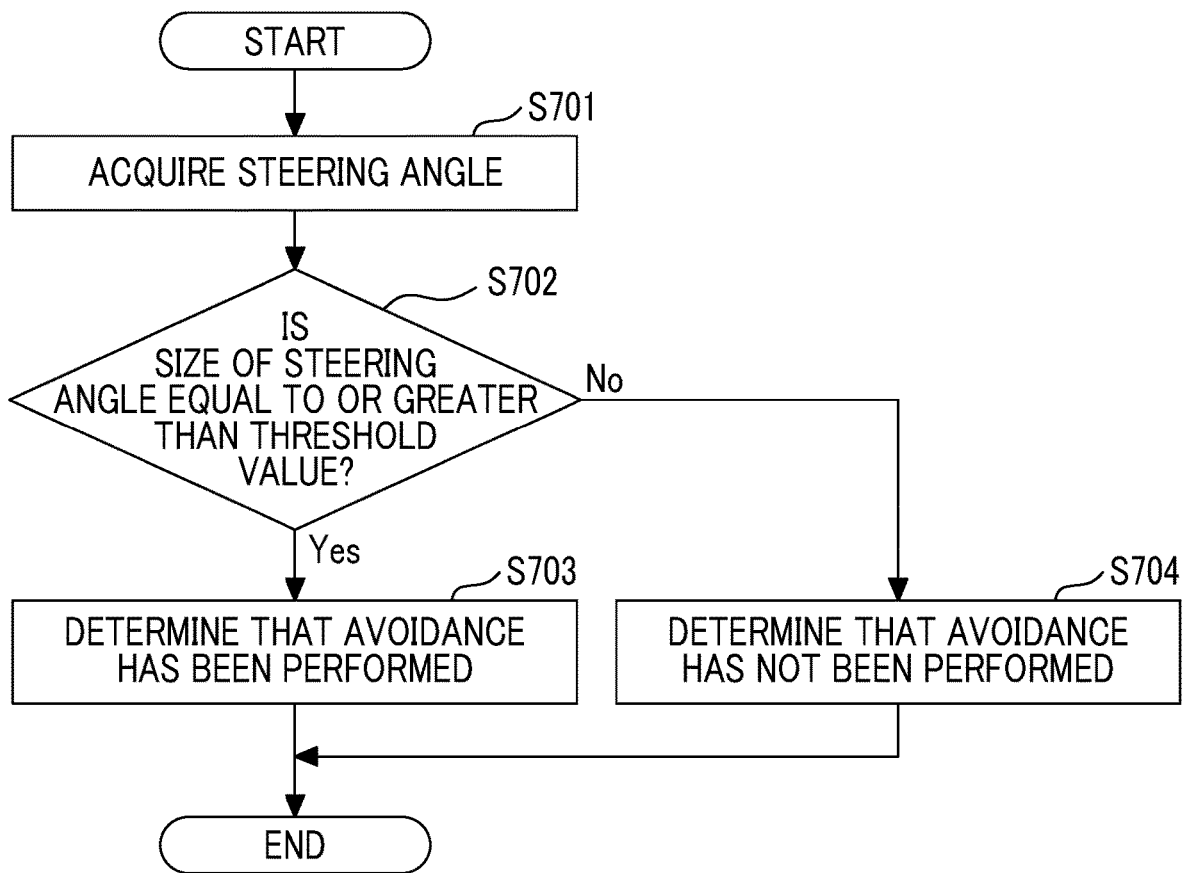 START
S701
ACQUIRE STEERING ANGLE
S702
IS
SIZE OF STEERING
ANGLE EQUAL TO OR GREATER
THAN THRESHOLD
VALUE?
No
Yes
S703
DETERMINE THAT AVOIDANCE
HAS BEEN PERFORMED
S704
DETERMINE THAT AVOIDANCE
HAS NOT BEEN PERFORMED
END